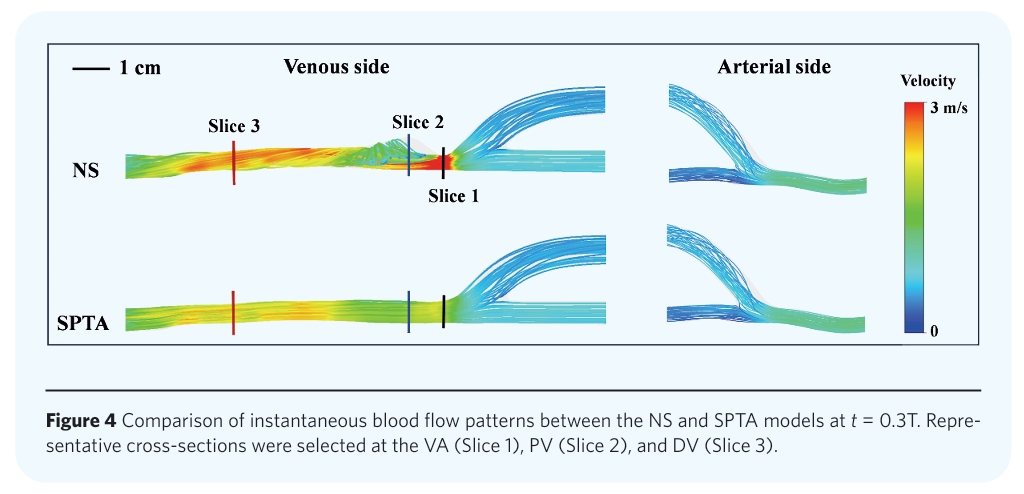 1 cm
Venous side
Arterial side
Velocity
3 m/s
0
Slice 3
Slice 2
Slice 1
NS
SPTA
Figure 4 Comparison of instantaneous blood flow patterns between the NS and SPTA models at t = 0.3T. Repre-
sentative cross-sections were selected at the VA (Slice 1), PV (Slice 2), and DV (Slice 3).